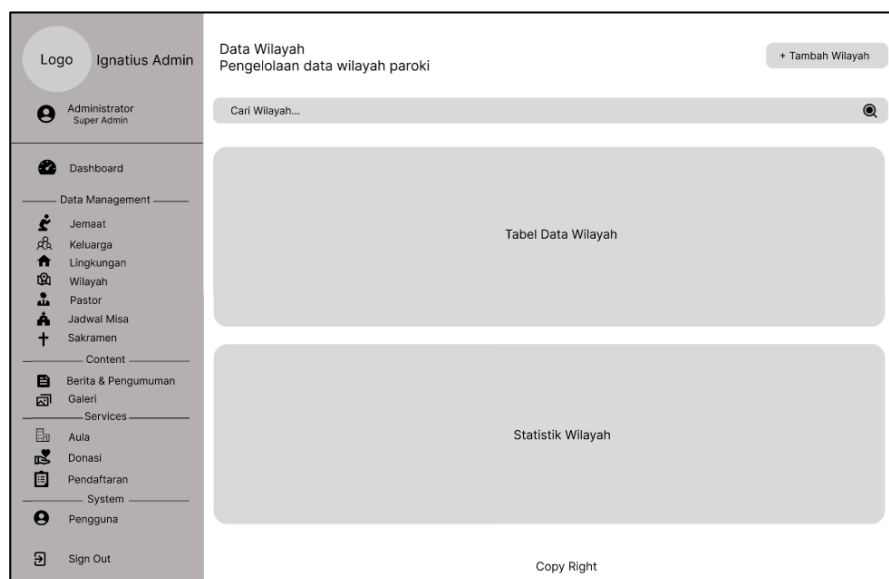 Logo
Ignatius Admin
Administrator
Super Admin
Dashboard
Data Management
Jemaat
Keluarga
Lingkungan
Wilayah
Pastor
Jadwal Misa
Sakramen
Content
Berita & Pengumuman
Galeri
Services
Aula
Donasi
Pendaftaran
System
Pengguna
Sign Out
Data Wilayah
Pengelolaan data wilayah paroki
+ Tambah Wilayah
Cari Wilayah...
Tabel Data Wilayah
Statistik Wilayah
Copy Right